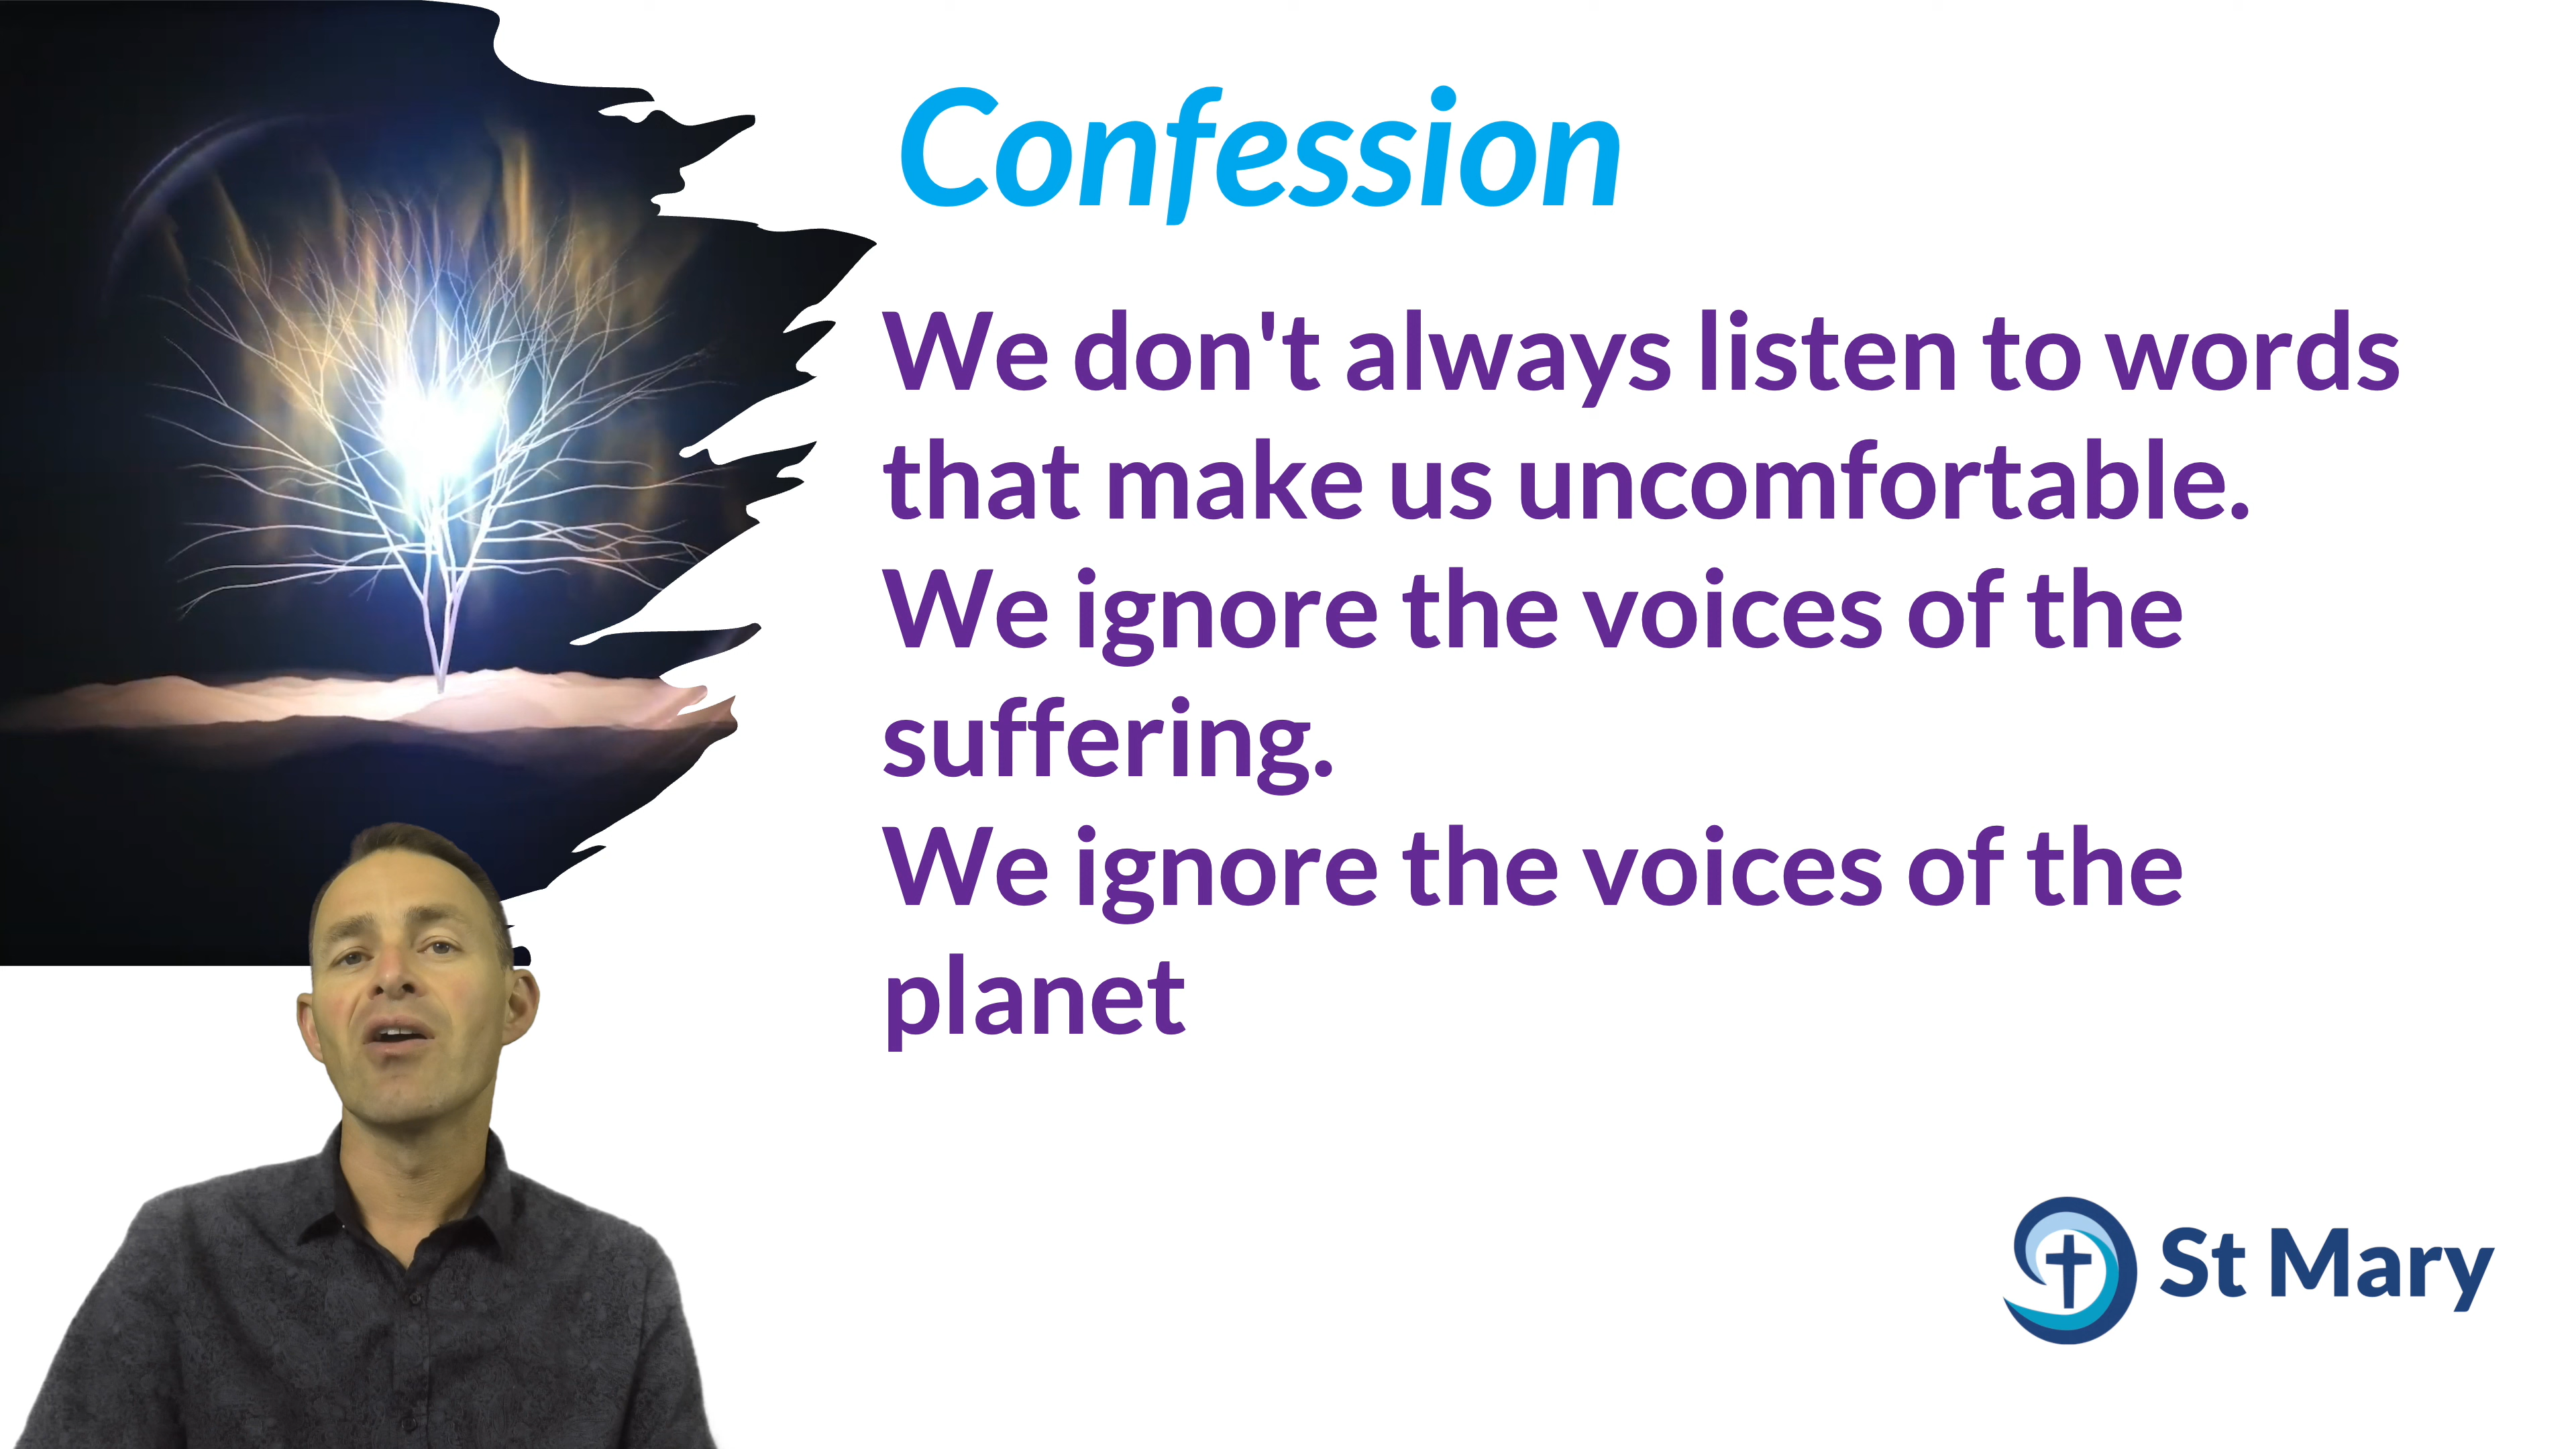 Confession
We don't always listen to words
that make us uncomfortable.
We ignore the voices of the
suffering.
We ignore the voices of the
planet
St Mary